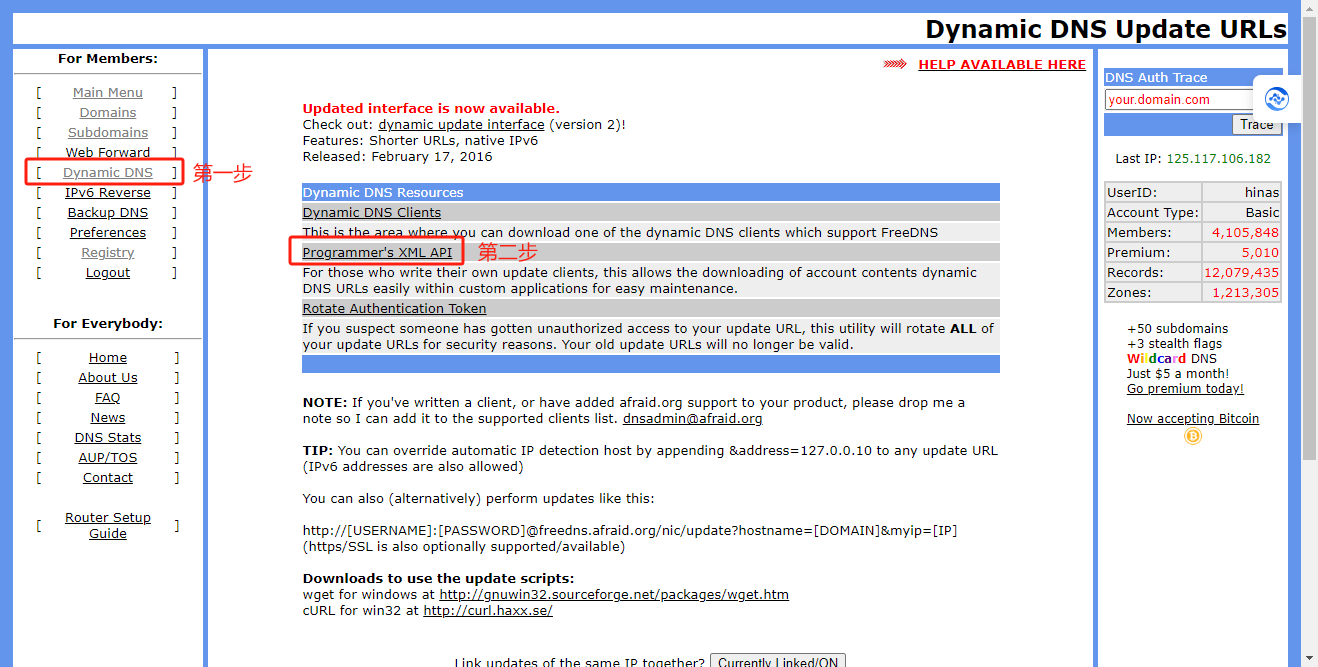 Dynamic DNS Update URLs
For Members:
[ Main Menu ]
[ Domains ]
[ Subdomains ]
[ Web Forward ]
[ Dynamic DNS ] 第一步
[ IPv6 Reverse ]
[ Backup DNS ]
[ Preferences ]
[ Registry ]
[ Logout ]
For Everybody:
[ Home ]
[ About Us ]
[ FAQ ]
[ News ]
[ DNS Stats ]
[ AUP/TOS ]
[ Contact ]
[ Router Setup
Guide ]
HELP AVAILABLE HERE
Updated interface is now available.
Check out: dynamic update interface (version 2)!
Features: Shorter URLs, native IPv6
Released: February 17, 2016
Dynamic DNS Resources
Dynamic DNS Clients
This is the area where you can download one of the dynamic DNS clients which support FreeDNS
Programmer's XML API 第二步
For those who write their own update clients, this allows the downloading of account contents dynamic
DNS URLs easily within custom applications for easy maintenance.
Rotate Authentication Token
If you suspect someone has gotten unauthorized access to your update URL, this utility will rotate ALL of
your update URLs for security reasons. Your old update URLs will no longer be valid.
NOTE: If you've written a client, or have added afraid.org support to your product, please drop me a
note so I can add it to the supported clients list. dnsadmin@afraid.org
TIP: You can override automatic IP detection host by appending &address=127.0.0.10 to any update URL
(IPv6 addresses are also allowed)
You can also (alternatively) perform updates like this:
http://[USERNAME]:[PASSWORD]@freedns.afraid.org/nic/update?hostname=[DOMAIN]&myip=[IP]
(https/SSL is also optionally supported/available)
Downloads to use the update scripts:
wget for windows at http://gnuwin32.sourceforge.net/packages/wget.htm
cURL for win32 at http://curl.haxx.se/
Link updates of the same IP together? Currently Linked/ON
DNS Auth Trace
your.domain.com
Trace
Last IP: 125.117.106.182
UserID: hinas
Account Type: Basic
Members: 4,105,848
Premium: 5,010
Records: 12,079,435
Zones: 1,213,305
+50 subdomains
+3 stealth flags
Wildcard DNS
Just $5 a month!
Go premium today!
Now accepting Bitcoin